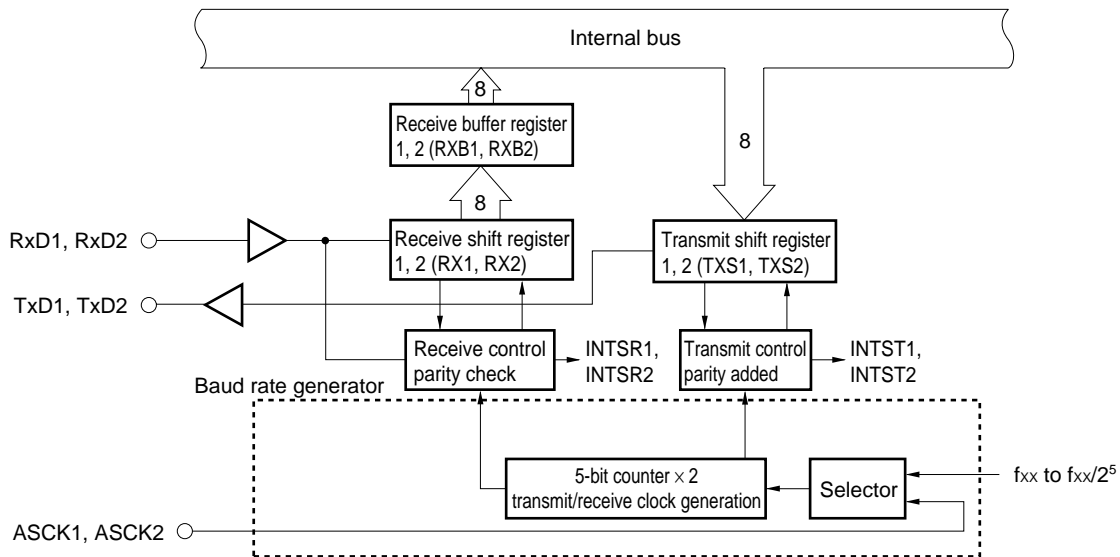 Internal bus
8
Receive buffer register
1, 2 (RXB1, RXB2)
8
8
RxD1, RxD2
Receive shift register
1, 2 (RX1, RX2)
Transmit shift register
1, 2 (TXS1, TXS2)
TxD1, TxD2
Receive control
parity check
INTSR1,
INTSR2
Transmit control
parity added
INTST1,
INTST2
Baud rate generator
5-bit counter × 2
transmit/receive clock generation
Selector
fxx to fxx/2⁵
ASCK1, ASCK2